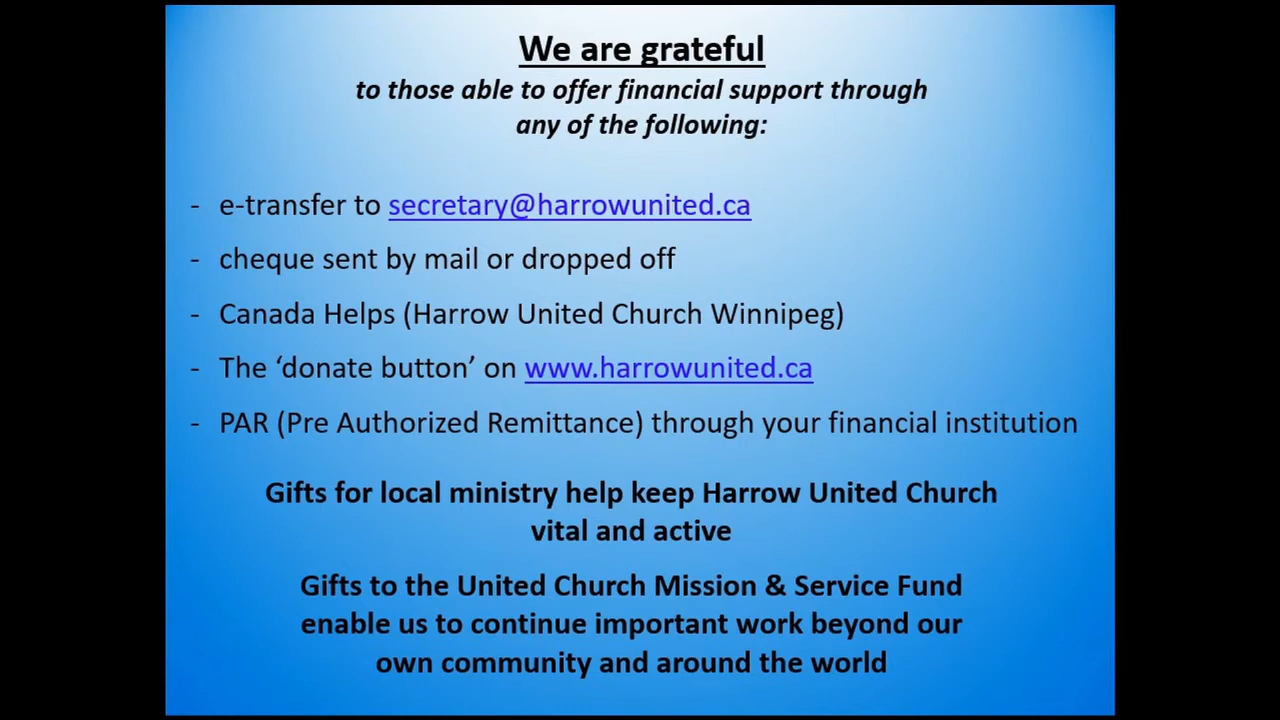 We are grateful
to those able to offer financial support through
any of the following:
- e-transfer to secretary@harrowunited.ca
- cheque sent by mail or dropped off
- Canada Helps (Harrow United Church Winnipeg)
- The ‘donate button’ on www.harrowunited.ca
- PAR (Pre Authorized Remittance) through your financial institution
Gifts for local ministry help keep Harrow United Church
vital and active
Gifts to the United Church Mission & Service Fund
enable us to continue important work beyond our
own community and around the world